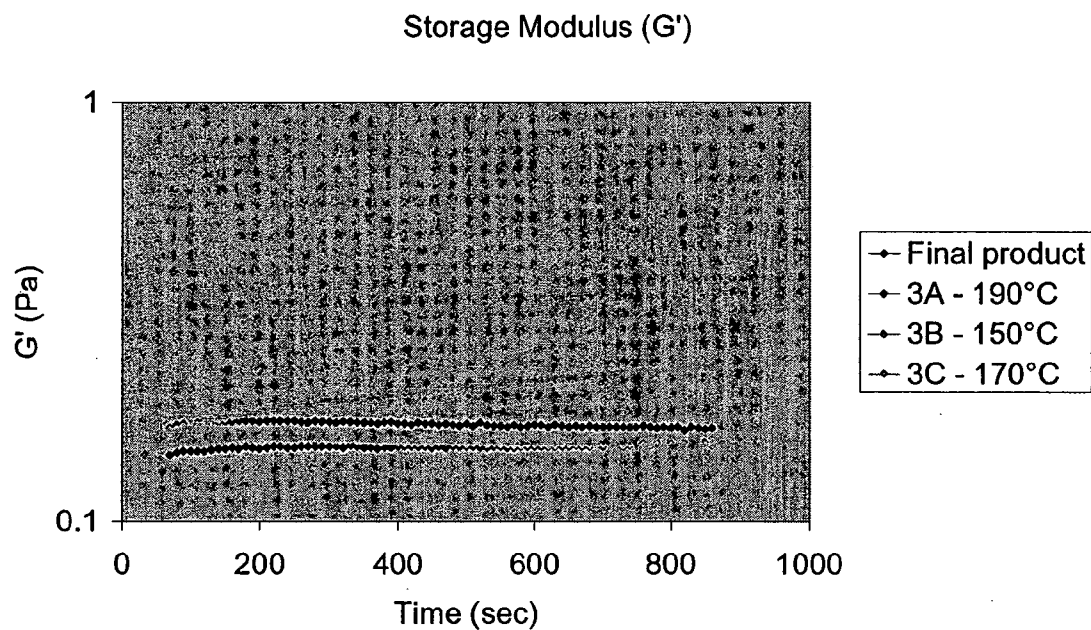 Storage Modulus (G')
1
G' (Pa)
0.1
0 200 400 600 800 1000
Time (sec)
Final product
3A - 190°C
3B - 150°C
3C - 170°C